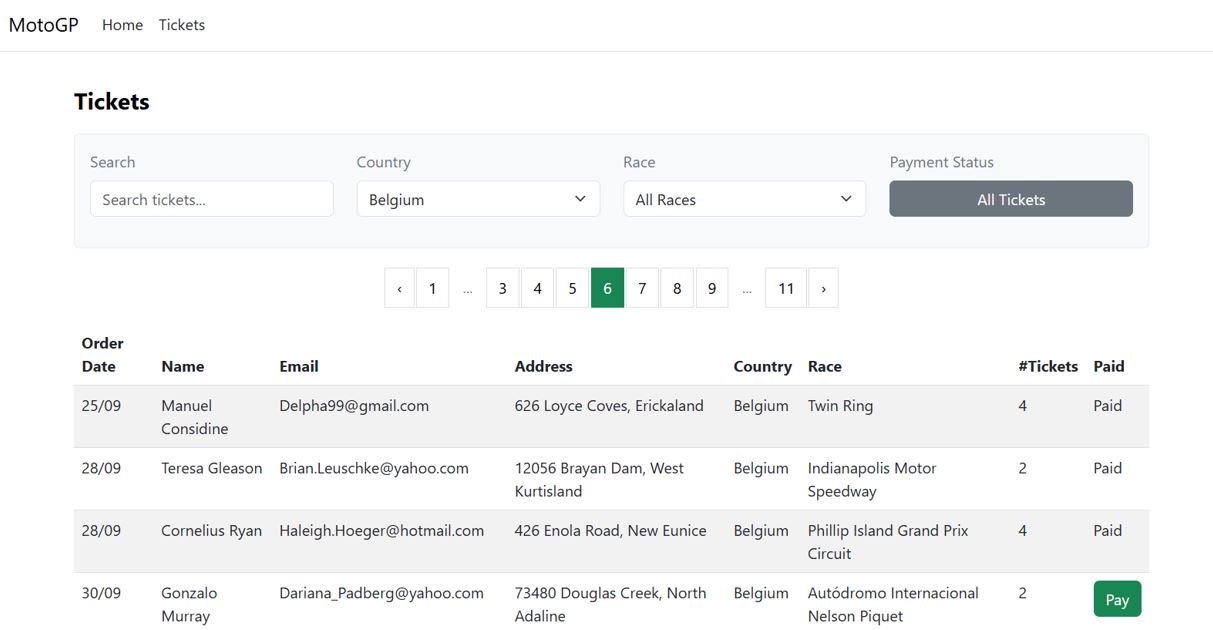 MotoGP Home Tickets
Tickets
Search Country Race Payment Status
Search tickets... Belgium All Races All Tickets
‹ 1 ... 3 4 5 6 7 8 9 ... 11 ›
Order
Date Name Email Address Country Race #Tickets Paid
25/09 Manuel Delpha99@gmail.com 626 Loyce Coves, Erickaland Belgium Twin Ring 4 Paid
Considine
28/09 Teresa Gleason Brian.Leuschke@yahoo.com 12056 Brayan Dam, West Belgium Indianapolis Motor 2 Paid
Kurtisland Speedway
28/09 Cornelius Ryan Haleigh.Hoeger@hotmail.com 426 Enola Road, New Eunice Belgium Phillip Island Grand Prix 4 Paid
Circuit
30/09 Gonzalo Dariana_Padberg@yahoo.com 73480 Douglas Creek, North Belgium Autódromo Internacional 2 Pay
Murray Adaline Nelson Piquet